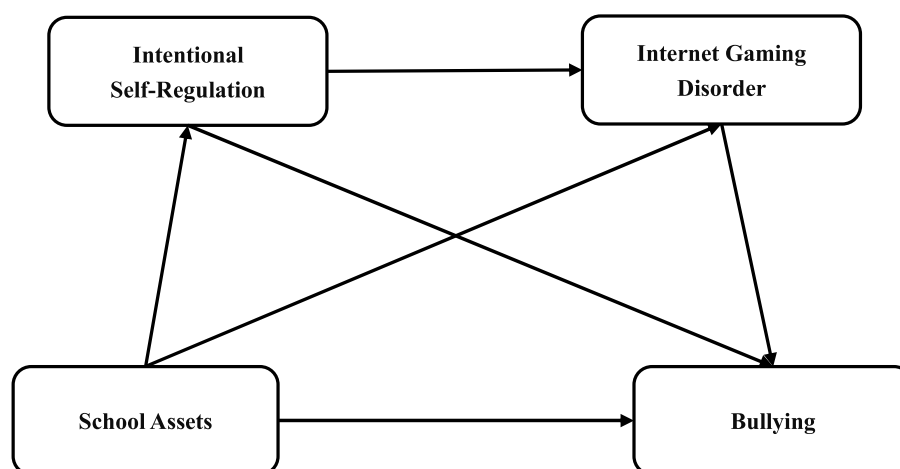 Intentional
Self-Regulation
Internet Gaming
Disorder
School Assets
Bullying